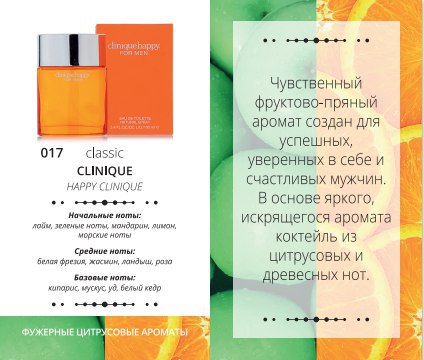 clinique happy.
FOR MEN
017 classic
CLINIQUE
HAPPY CLINIQUE
Начальные ноты:
лайм, зеленые ноты, мандарин, лимон,
морские ноты
Средние ноты:
белая фрезия, жасмин, ландыш, роза
Базовые ноты:
кипарис, мускус, уд, белый кедр
ФУЖЕРНЫЕ ЦИТРУСОВЫЕ АРОМАТЫ
Чувственный
фруктово-пряный
аромат создан для
успешных,
уверенных в себе и
счастливых мужчин.
В основе яркого,
искрящегося аромата
коктейль из
цитрусовых и
древесных нот.